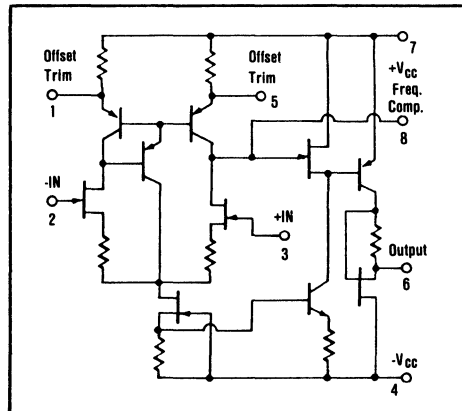 Offset
Trim
1
Offset
Trim
5
7
+Vcc
Freq.
Comp.
8
-IN
2
+IN
3
Output
6
-Vcc
4